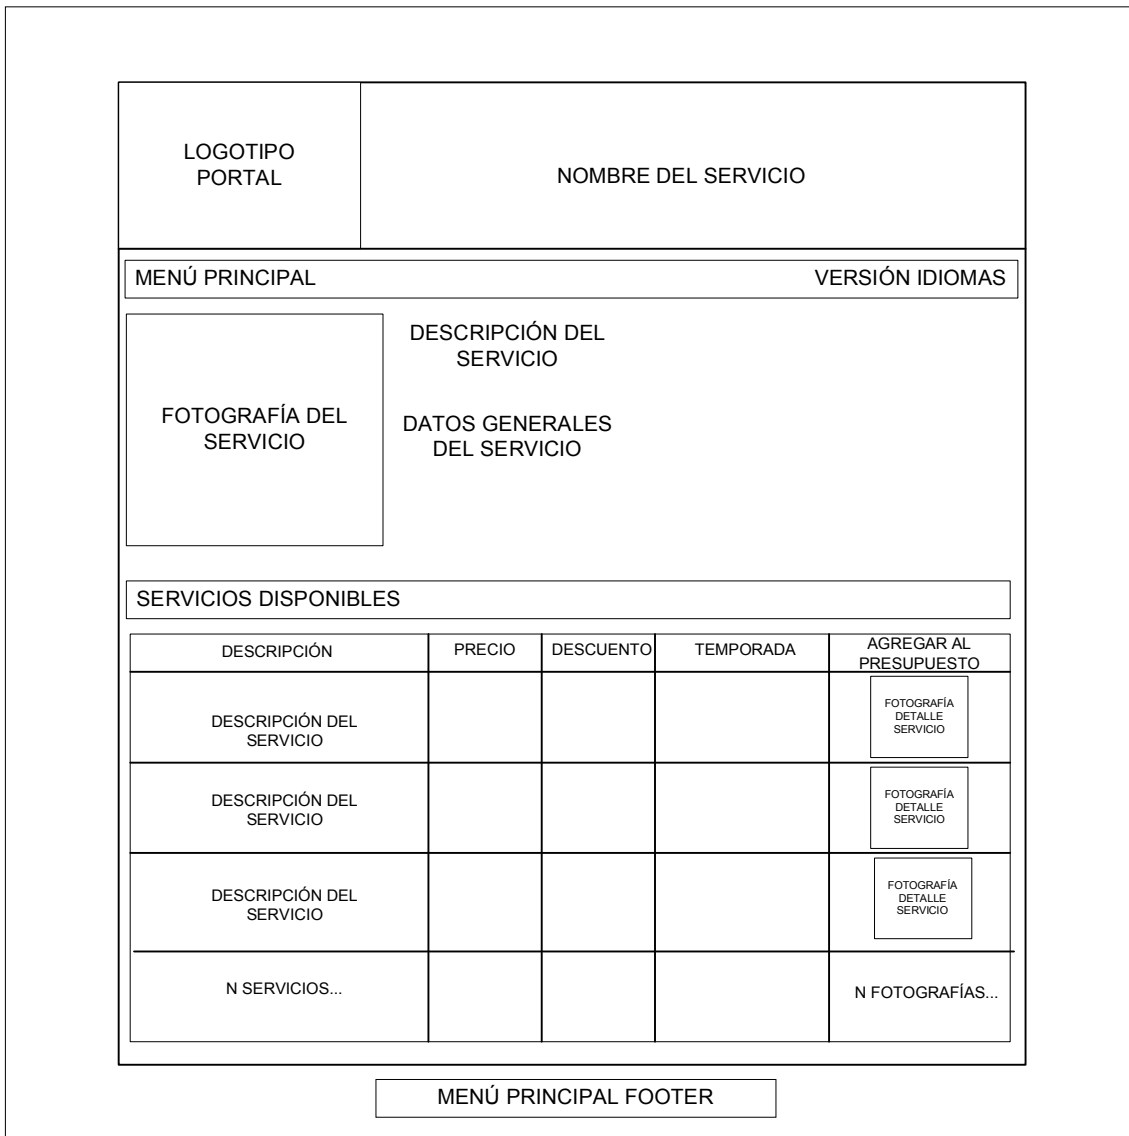 LOGOTIPO
PORTAL
NOMBRE DEL SERVICIO
MENÚ PRINCIPAL
VERSIÓN IDIOMAS
FOTOGRAFÍA DEL
SERVICIO
DESCRIPCIÓN DEL
SERVICIO
DATOS GENERALES
DEL SERVICIO
SERVICIOS DISPONIBLES
DESCRIPCIÓN
PRECIO
DESCUENTO
TEMPORADA
AGREGAR AL
PRESUPUESTO
DESCRIPCIÓN DEL
SERVICIO
FOTOGRAFÍA
DETALLE
SERVICIO
DESCRIPCIÓN DEL
SERVICIO
FOTOGRAFÍA
DETALLE
SERVICIO
DESCRIPCIÓN DEL
SERVICIO
FOTOGRAFÍA
DETALLE
SERVICIO
N SERVICIOS...
N FOTOGRAFÍAS...
MENÚ PRINCIPAL FOOTER